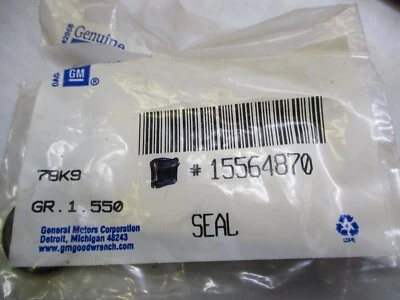 Genuine
GM
®
# 15564870
79K9
GR.1.550
SEAL
General Motors Corporation
Detroit, Michigan 48243
www.gmgoodwrench.com
LDPE